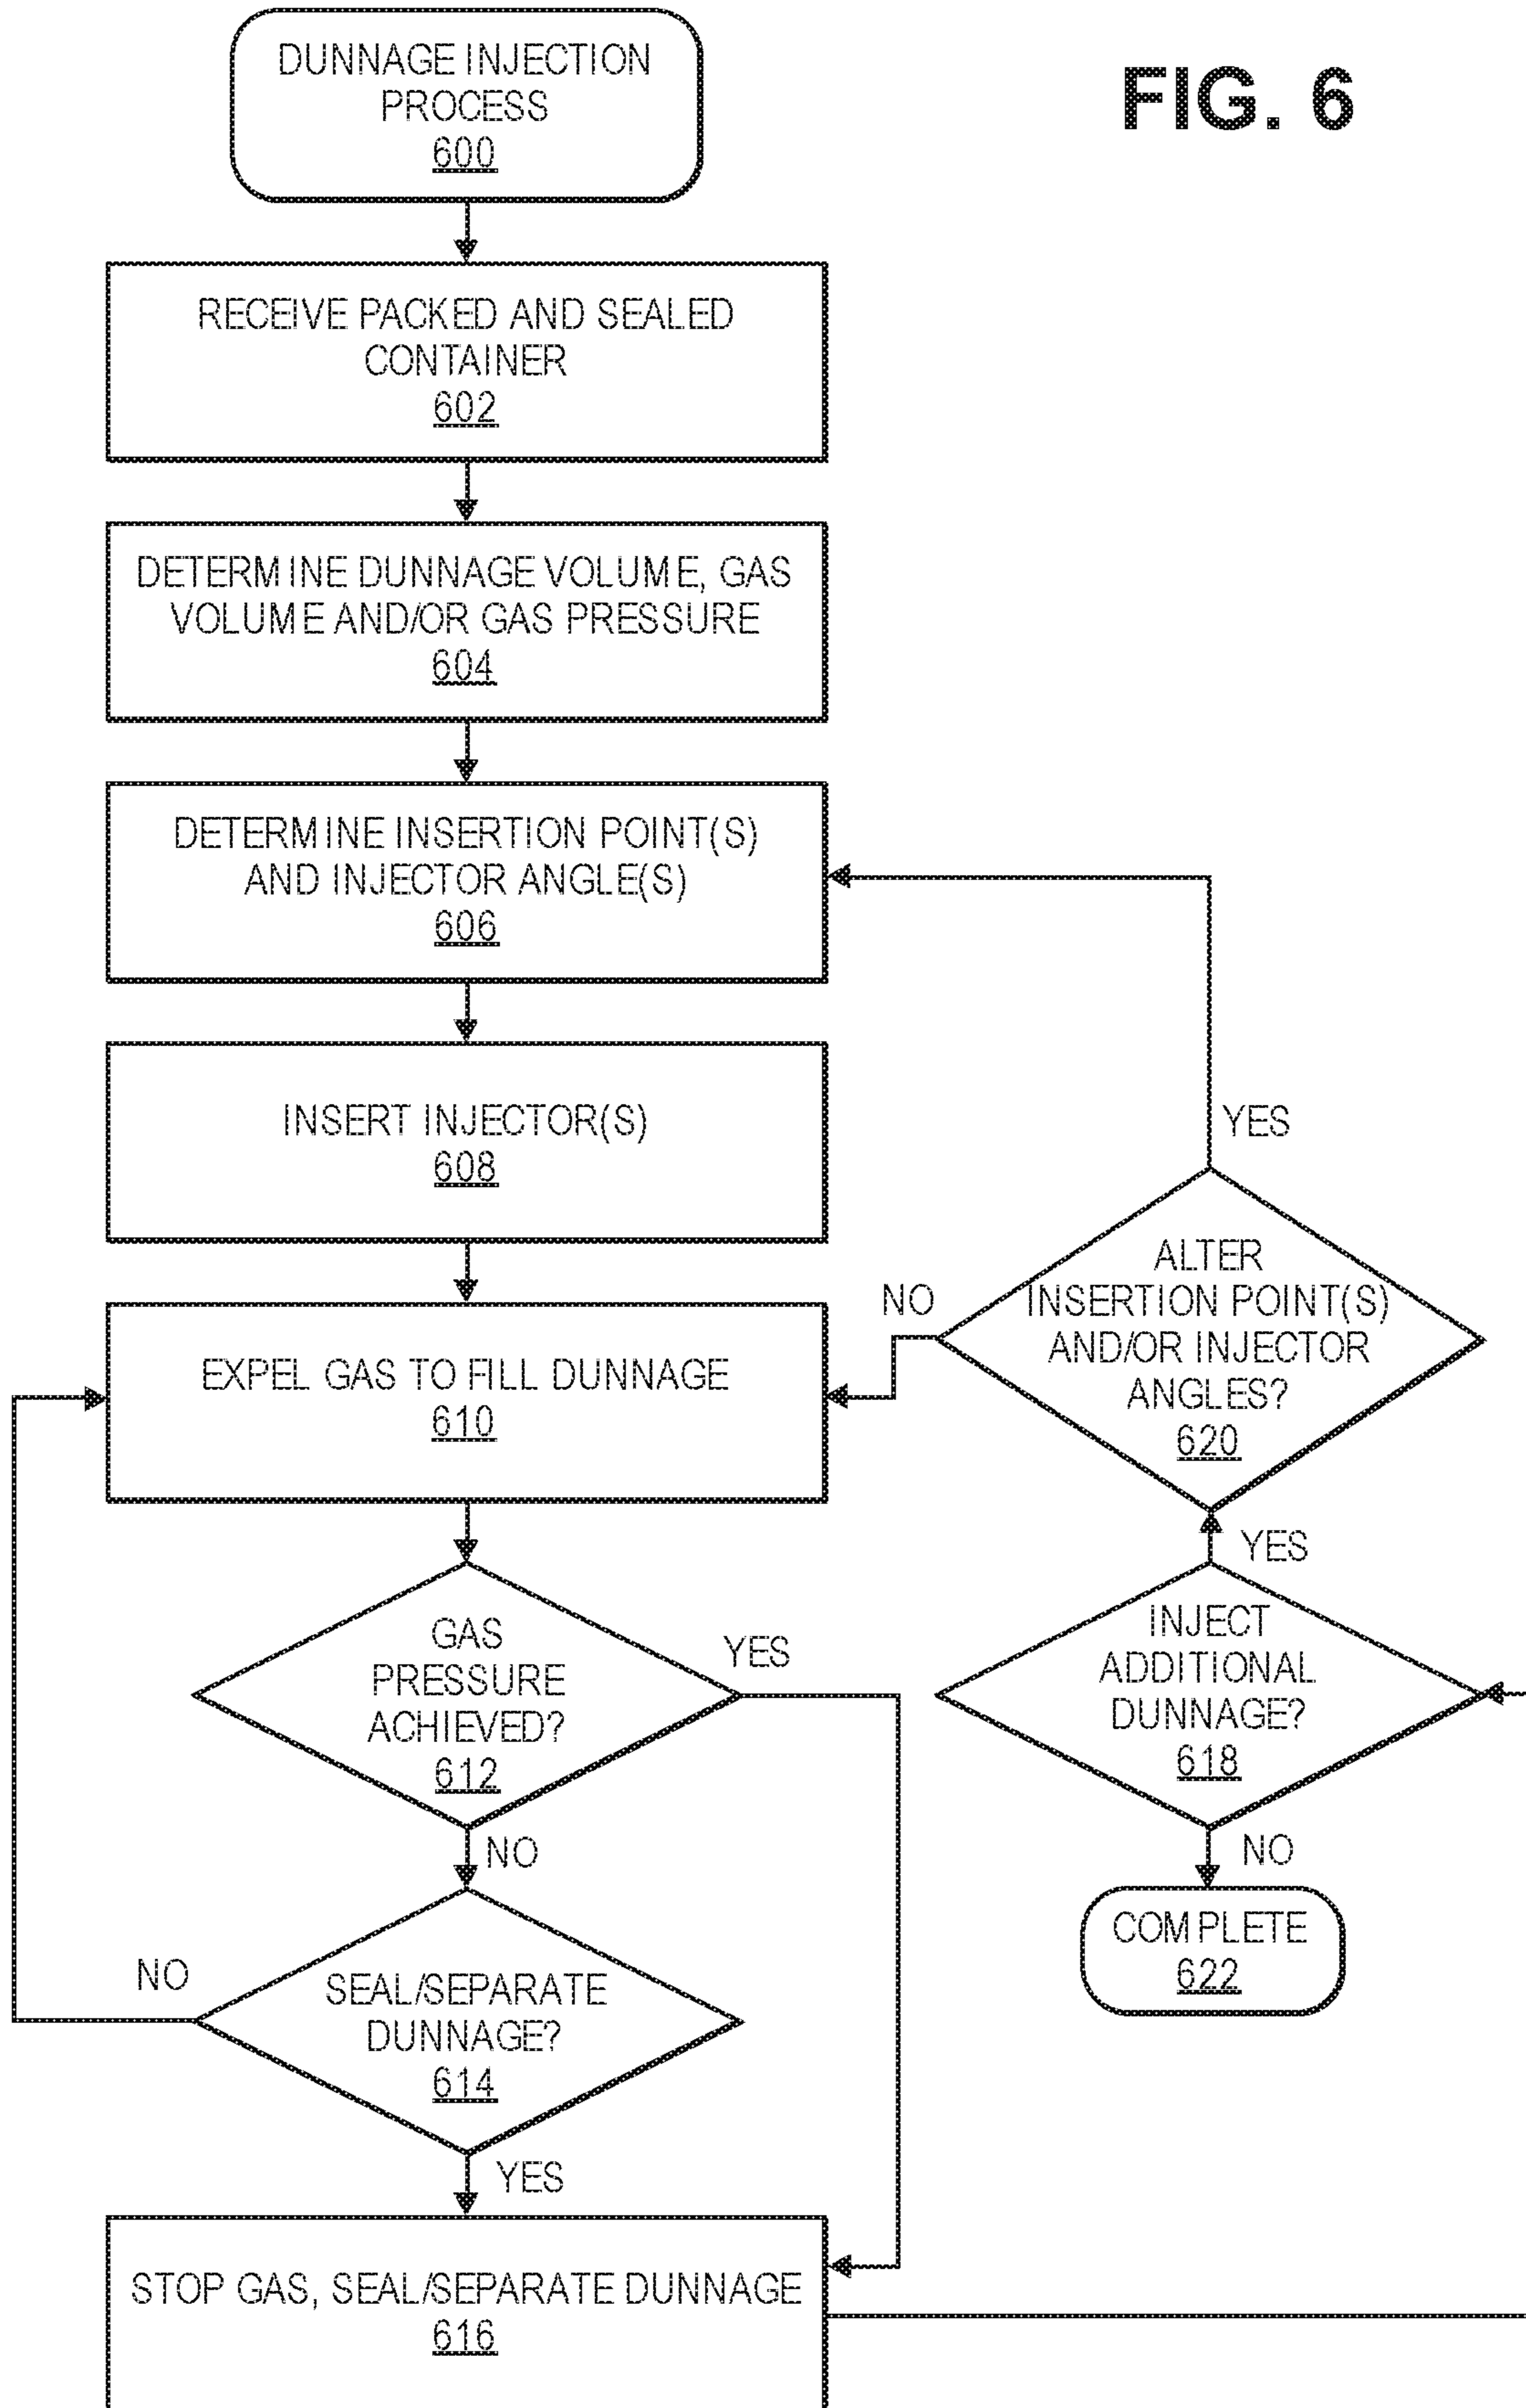 DUNNAGE INJECTION
PROCESS
600
FIG. 6
RECEIVE PACKED AND SEALED
CONTAINER
602
DETERMINE DUNNAGE VOLUME, GAS
VOLUME AND/OR GAS PRESSURE
604
DETERMINE INSERTION POINT(S)
AND INJECTOR ANGLE(S)
606
INSERT INJECTOR(S)
608
YES
ALTER
INSERTION POINT(S)
AND/OR INJECTOR
ANGLES?
620
NO
EXPEL GAS TO FILL DUNNAGE
610
YES
GAS
PRESSURE
ACHIEVED?
612
YES
INJECT
ADDITIONAL
DUNNAGE?
618
NO
NO
COMPLETE
622
NO
SEAL/SEPARATE
DUNNAGE?
614
YES
STOP GAS, SEAL/SEPARATE DUNNAGE
616